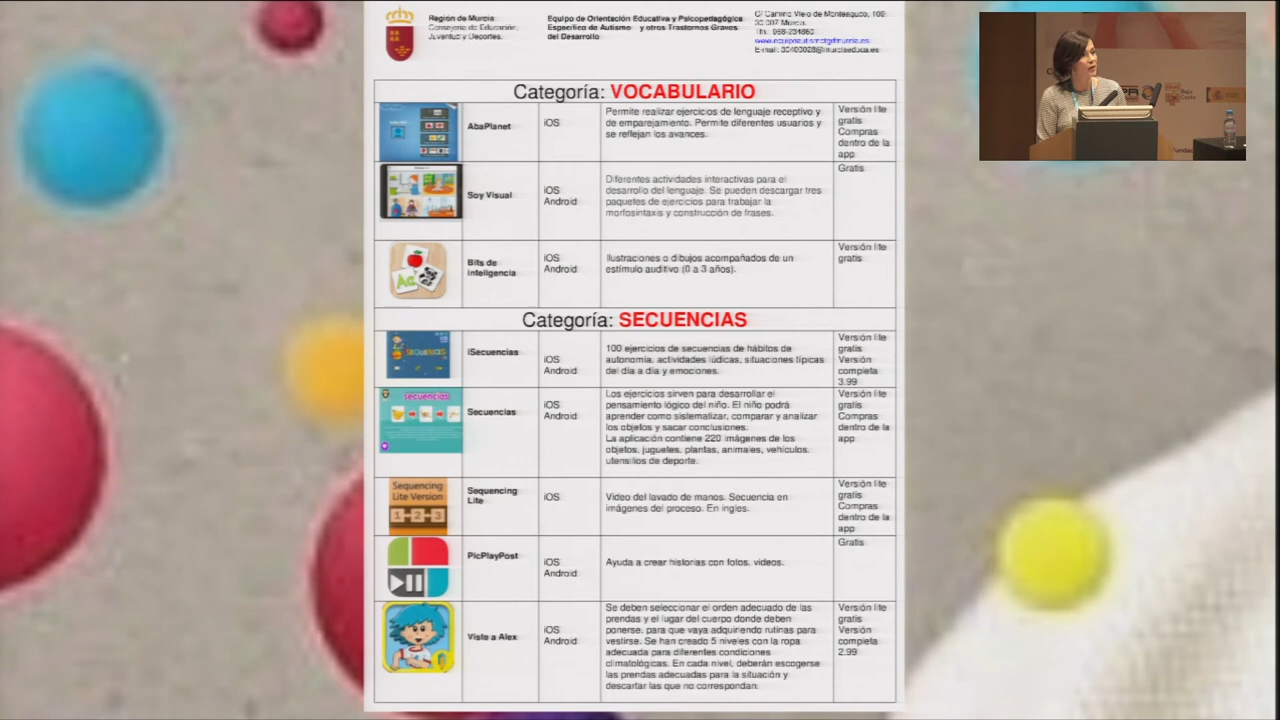 Región de Murcia
Consejería de Educación,
Juventud y Deportes.
Equipo de Orientación Educativa y Psicopedagógica
Específico de Autismo y otros Trastornos Graves
del Desarrollo
C/ Camino Viejo de Monteagudo,
30.007 Murcia.
Categoría: VOCABULARIO
AbaPlanet
iOS
Permite realizar ejercicios de lenguaje receptivo y
de emparejamiento. Permite diferentes usuarios y
se reflejan los avances.
Versión lite
gratis
Compras
dentro de la
app
Soy Visual
iOS
Android
Diferentes actividades interactivas para el
desarrollo del lenguaje. Se pueden descargar tres
paquetes de ejercicios para trabajar la
morfosintaxis y construcción de frases.
Gratis
Bits de
inteligencia
iOS
Android
Ilustraciones o dibujos acompañados de un
estímulo auditivo (0 a 3 años).
Versión lite
gratis
Categoría: SECUENCIAS
iSecuencias
iOS
Android
100 ejercicios de secuencias de hábitos de
autonomía, actividades lúdicas, situaciones típicas
del día a día y emociones.
Versión lite
gratis
Versión
completa
3.99
secuencias
Secuencias
iOS
Android
Los ejercicios sirven para desarrollar el
pensamiento lógico del niño. El niño podrá
aprender como sistematizar, comparar y analizar
los objetos y sacar conclusiones.
La aplicación contiene 220 imágenes de los
objetos, juguetes, plantas, animales, vehículos,
utensilios de deporte.
Versión lite
gratis
Compras
dentro de la
app
Sequencing
Lite Version
1-2-3
Sequencing
Lite
iOS
Video del lavado de manos. Secuencia en
imágenes del proceso. En ingles.
Versión lite
gratis
Compras
dentro de la
app
PicPlayPost
iOS
Android
Ayuda a crear historias con fotos, videos.
Gratis
Viste a Alex
iOS
Android
Se deben seleccionar el orden adecuado de las
prendas y el lugar del cuerpo donde deben
ponerse, para que vaya adquiriendo rutinas para
vestirse. Se han creado 5 niveles con la ropa
adecuada para diferentes condiciones
climatológicas. En cada nivel, deberán escogerse
las prendas adecuadas para la situación y
descartar las que no correspondan.
Versión lite
gratis
Versión
completa
2.99